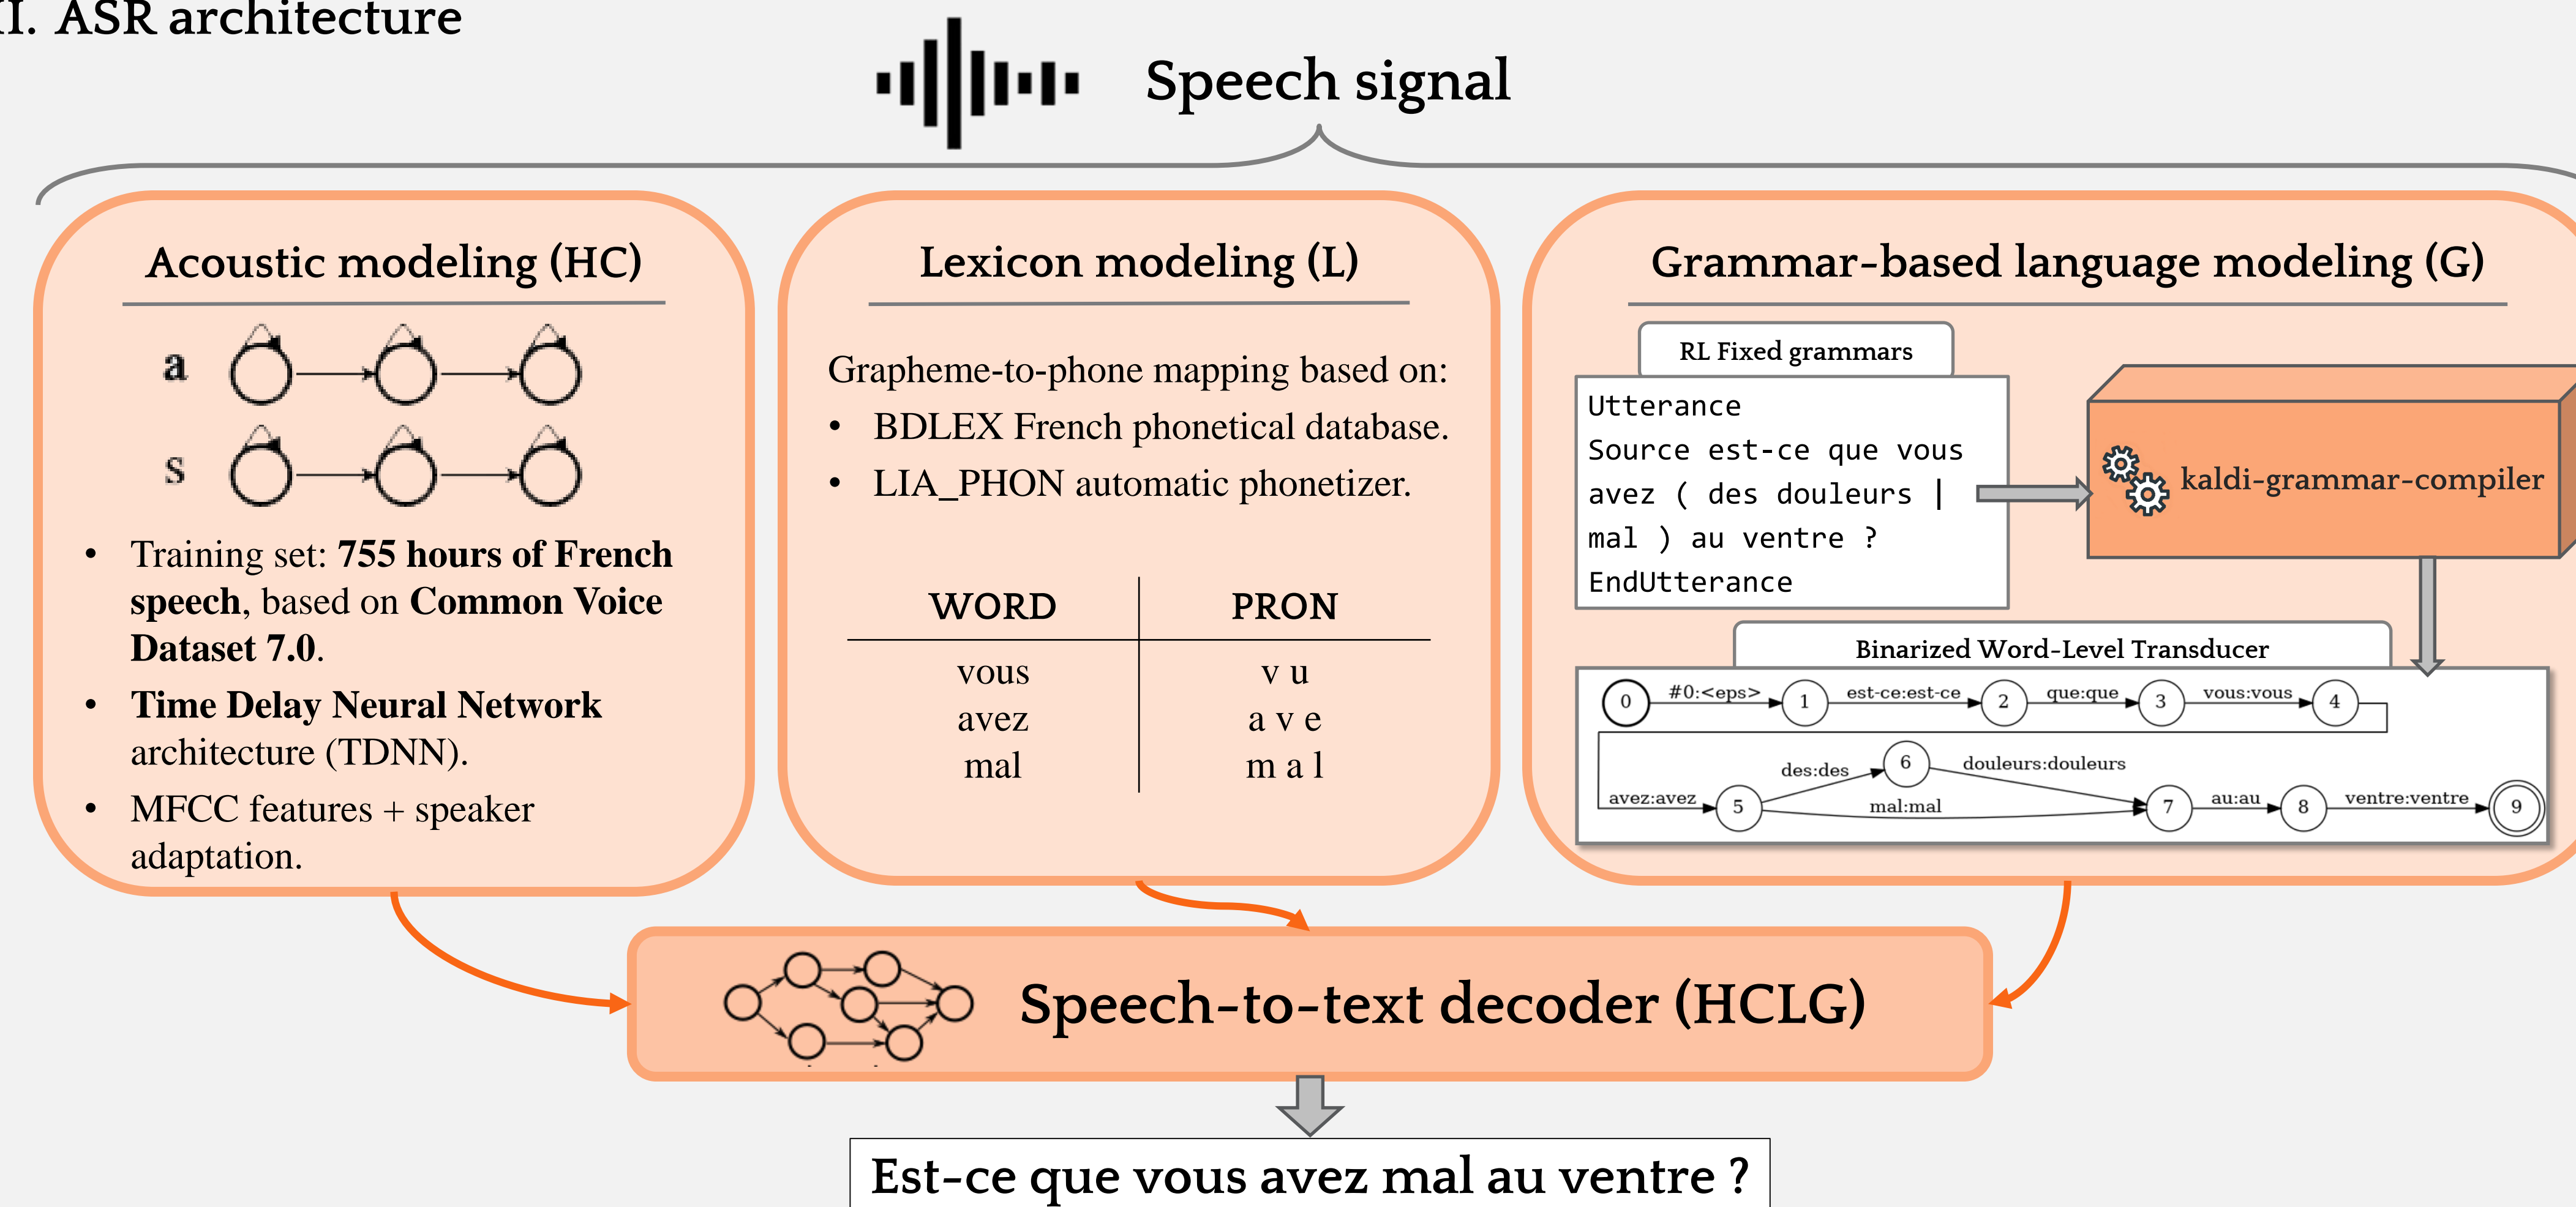 II. ASR architecture
Speech signal
Acoustic modeling (HC)
a
s
• Training set: 755 hours of French
speech, based on Common Voice
Dataset 7.0.
• Time Delay Neural Network
architecture (TDNN).
• MFCC features + speaker
adaptation.
Lexicon modeling (L)
Grapheme-to-phone mapping based on:
• BDLEX French phonetical database.
• LIA_PHON automatic phonetizer.
WORD PRON
vous v u
avez a v e
mal m a l
Grammar-based language modeling (G)
RL Fixed grammars
Utterance
Source est-ce que vous
avez ( des douleurs |
mal ) au ventre ?
EndUtterance
kaldi-grammar-compiler
Binarized Word-Level Transducer
0 #0:<eps> 1 est-ce:est-ce 2 que:que 3 vous:vous 4
des:des 6 douleurs:douleurs
avez:avez 5 mal:mal 7 au:au 8 ventre:ventre 9
Speech-to-text decoder (HCLG)
Est-ce que vous avez mal au ventre ?